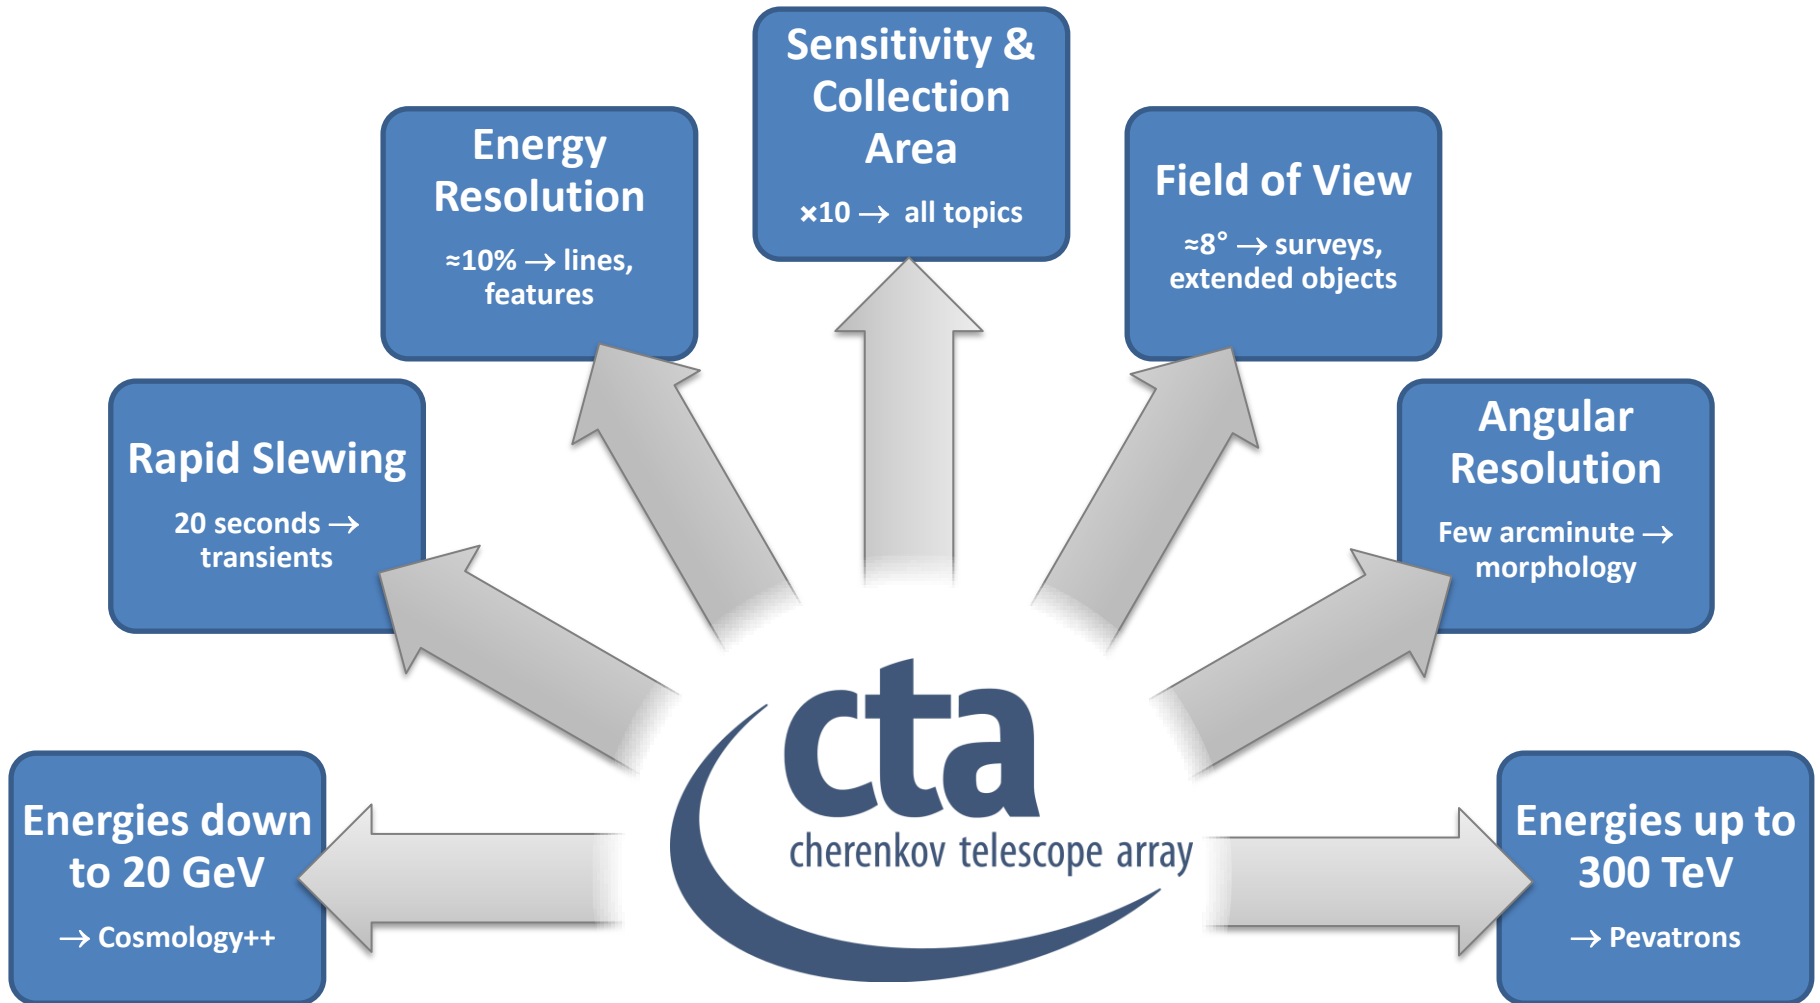 Sensitivity &
Collection
Area
×10 → all topics
Energy
Resolution
≈10% → lines,
features
Field of View
≈8° → surveys,
extended objects
Rapid Slewing
20 seconds →
transients
Angular
Resolution
Few arcminute →
morphology
Energies down
to 20 GeV
→ Cosmology++
cta
cherenkov telescope array
Energies up to
300 TeV
→ Pevatrons